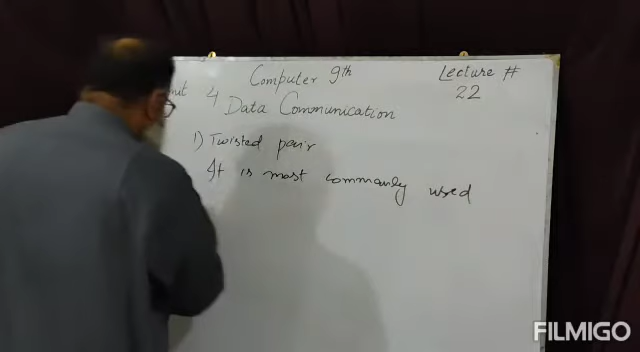 Computer 9th
Lecture #
22
4 Data Communication
1) Twisted pair
It is most commonly used
FILMIGO